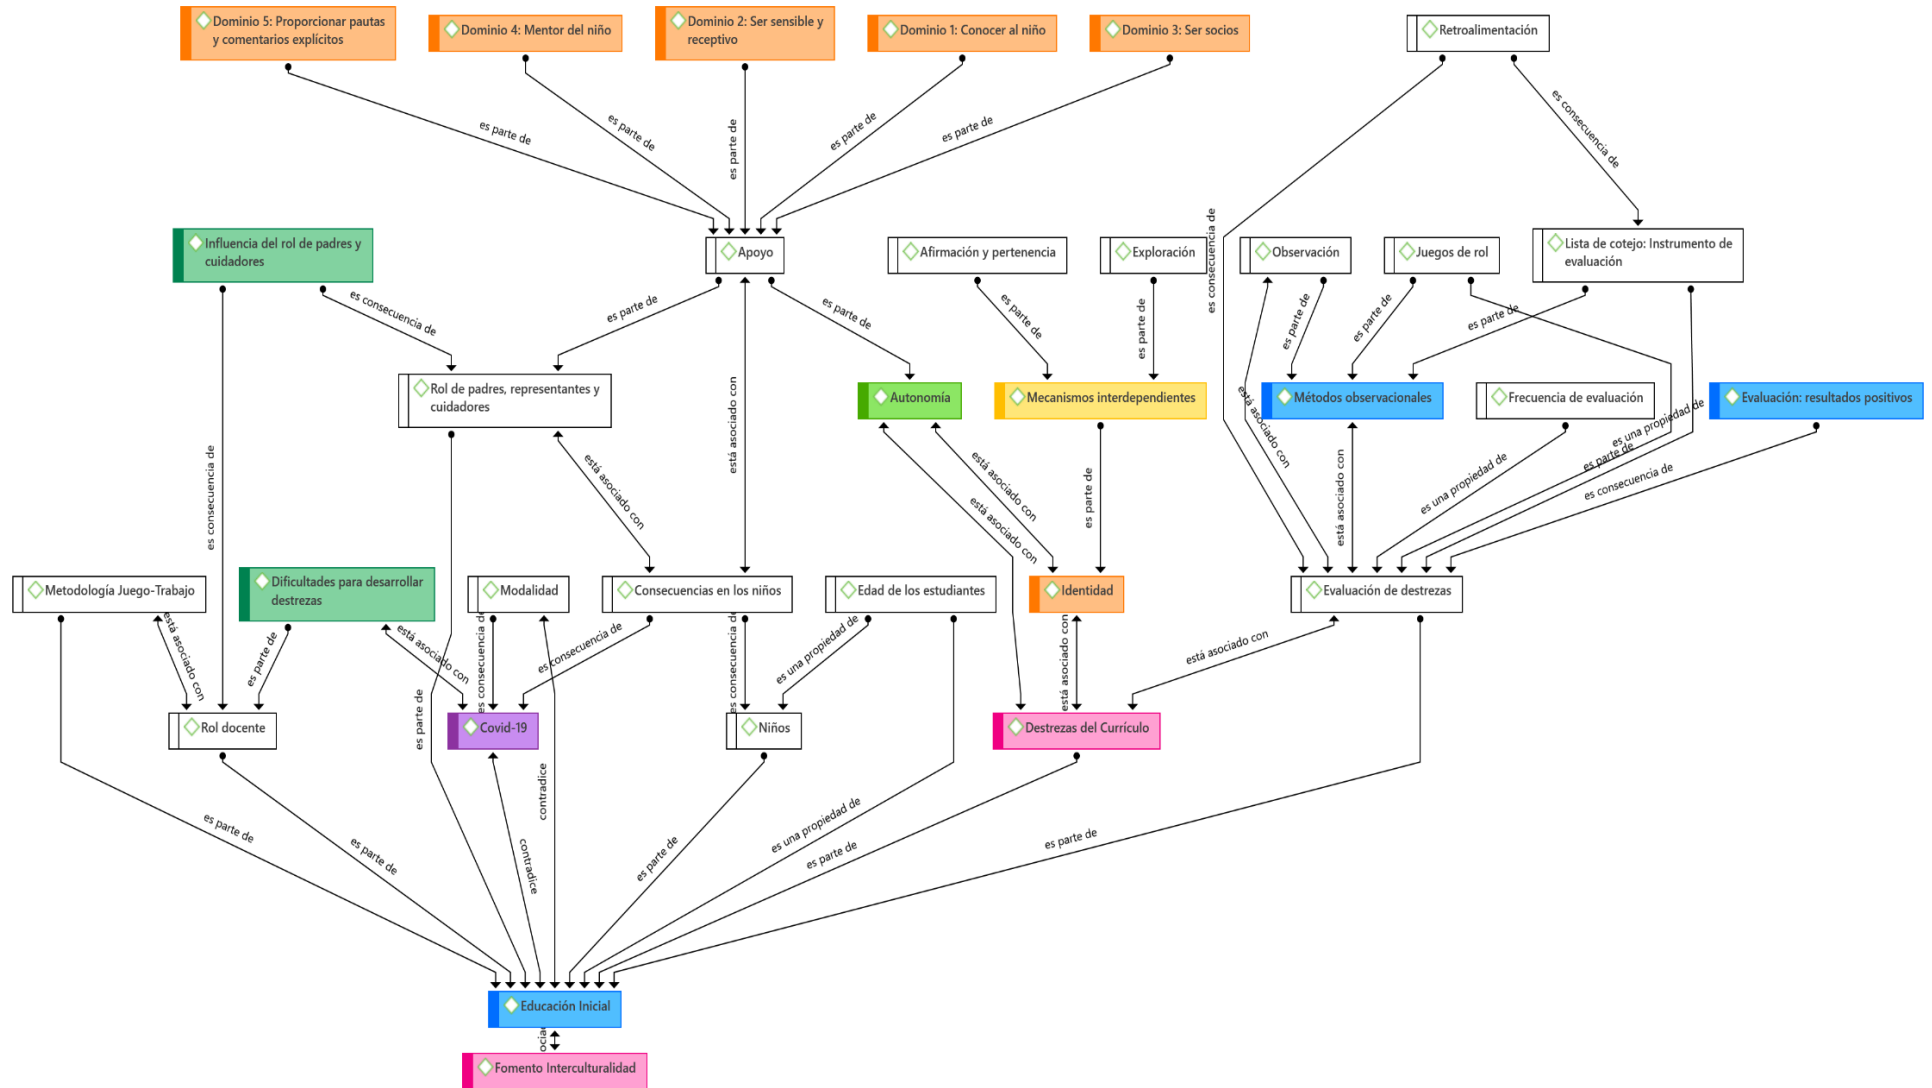 Dominio 5: Proporcionar pautas
y comentarios explícitos
Dominio 4: Mentor del niño
Dominio 2: Ser sensible y
receptivo
Dominio 1: Conocer al niño
Dominio 3: Ser socios
Retroalimentación
es parte de
es parte de
es parte de
es parte de
es parte de
es consecuencia de
es consecuencia de
Influencia del rol de padres y
cuidadores
Apoyo
Afirmación y pertenencia
Exploración
Observación
Juegos de rol
Lista de cotejo: Instrumento de
evaluación
es consecuencia de
es parte de
es parte de
es parte de
es parte de
es parte de
es parte de
es parte de
Rol de padres, representantes y
cuidadores
Autonomía
Mecanismos interdependientes
Métodos observacionales
Frecuencia de evaluación
Evaluación: resultados positivos
es consecuencia de
está asociado con
está asociado con
está asociado con
está asociado con
es parte de
está asociado con
está asociado con
es una propiedad de
es una propiedad de
es parte de
es consecuencia de
Metodología Juego-Trabajo
Dificultades para desarrollar
destrezas
Modalidad
Consecuencias en los niños
Edad de los estudiantes
Identidad
Evaluación de destrezas
está asociado con
es parte de
está asociado con
es parte de
es consecuencia de
es consecuencia de
es consecuencia de
es una propiedad de
está asociado con
está asociado con
Rol docente
Covid-19
Niños
Destrezas del Currículo
es parte de
es parte de
contradice
contradice
es parte de
es una propiedad de
es parte de
es parte de
Educación Inicial
Fomento Interculturalidad